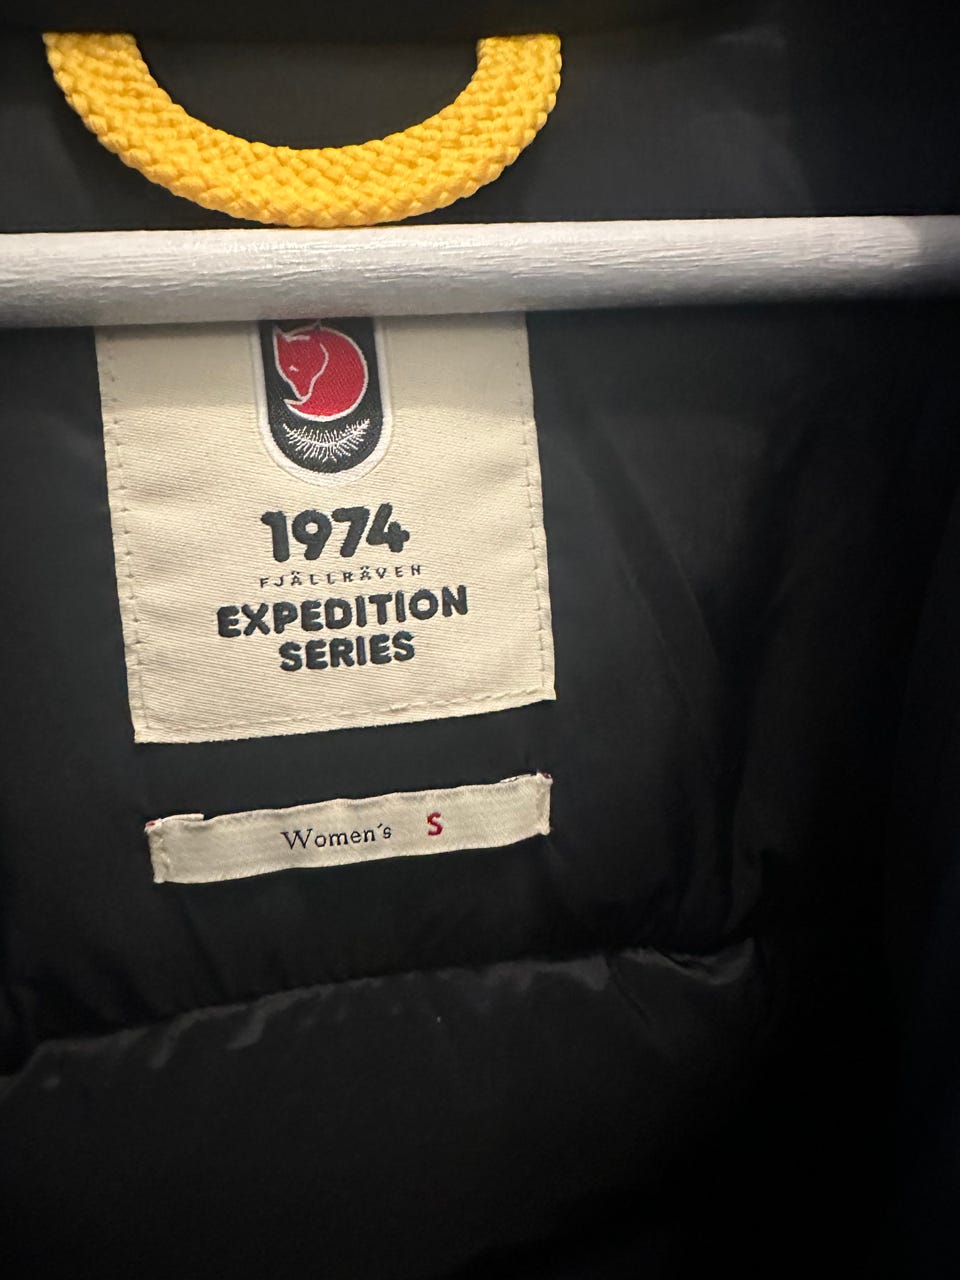 1974
FJÄLLRÄVEN
EXPEDITION
SERIES
Women's S